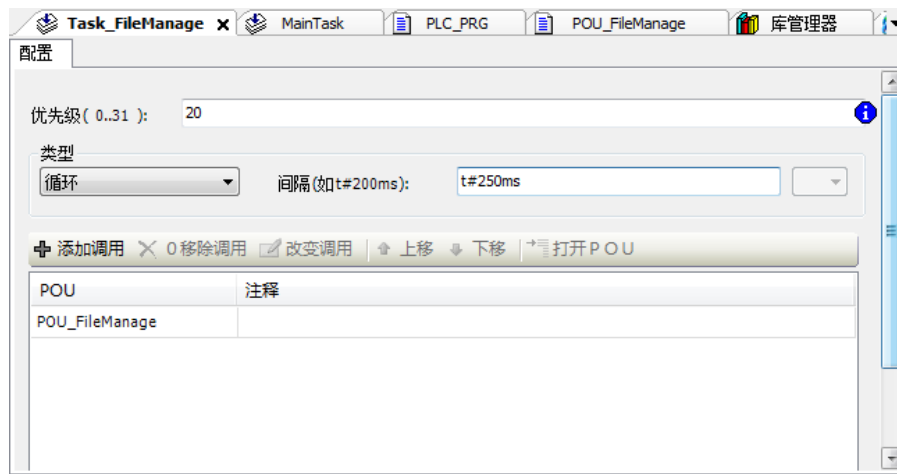 Task_FileManage x MainTask PLC_PRG POU_FileManage 库管理器
配置
优先级( 0..31 ): 20
类型
循环 间隔(如t#200ms): t#250ms
添加调用 0移除调用 改变调用 上移 下移 打开POU
POU 注释
POU_FileManage